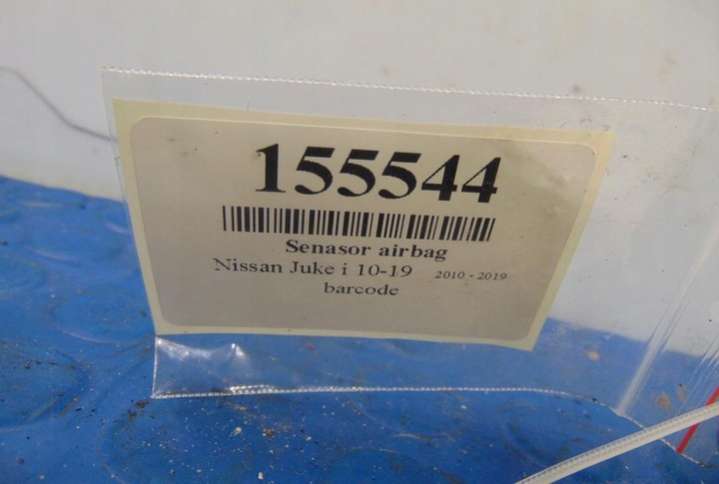 155544
Senasor airbag
Nissan Juke i 10-19 2010 - 2019
barcode